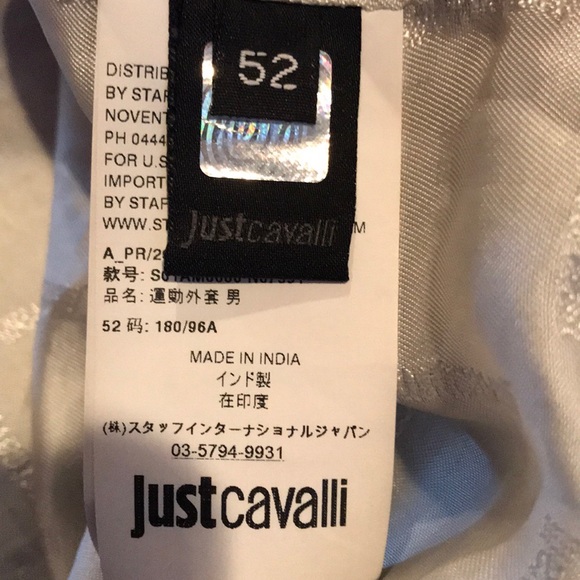 52
Justcavalli
DISTRIB
BY STAF
NOVENT
PH 0444
FOR U.S
IMPORT
BY STAF
WWW.ST M
A_PR/20
款号:
品名: 運動外套 男
52 码: 180/96A
MADE IN INDIA
インド製
在印度
(株)スタッフインターナショナルジャパン
03-5794-9931
Justcavalli